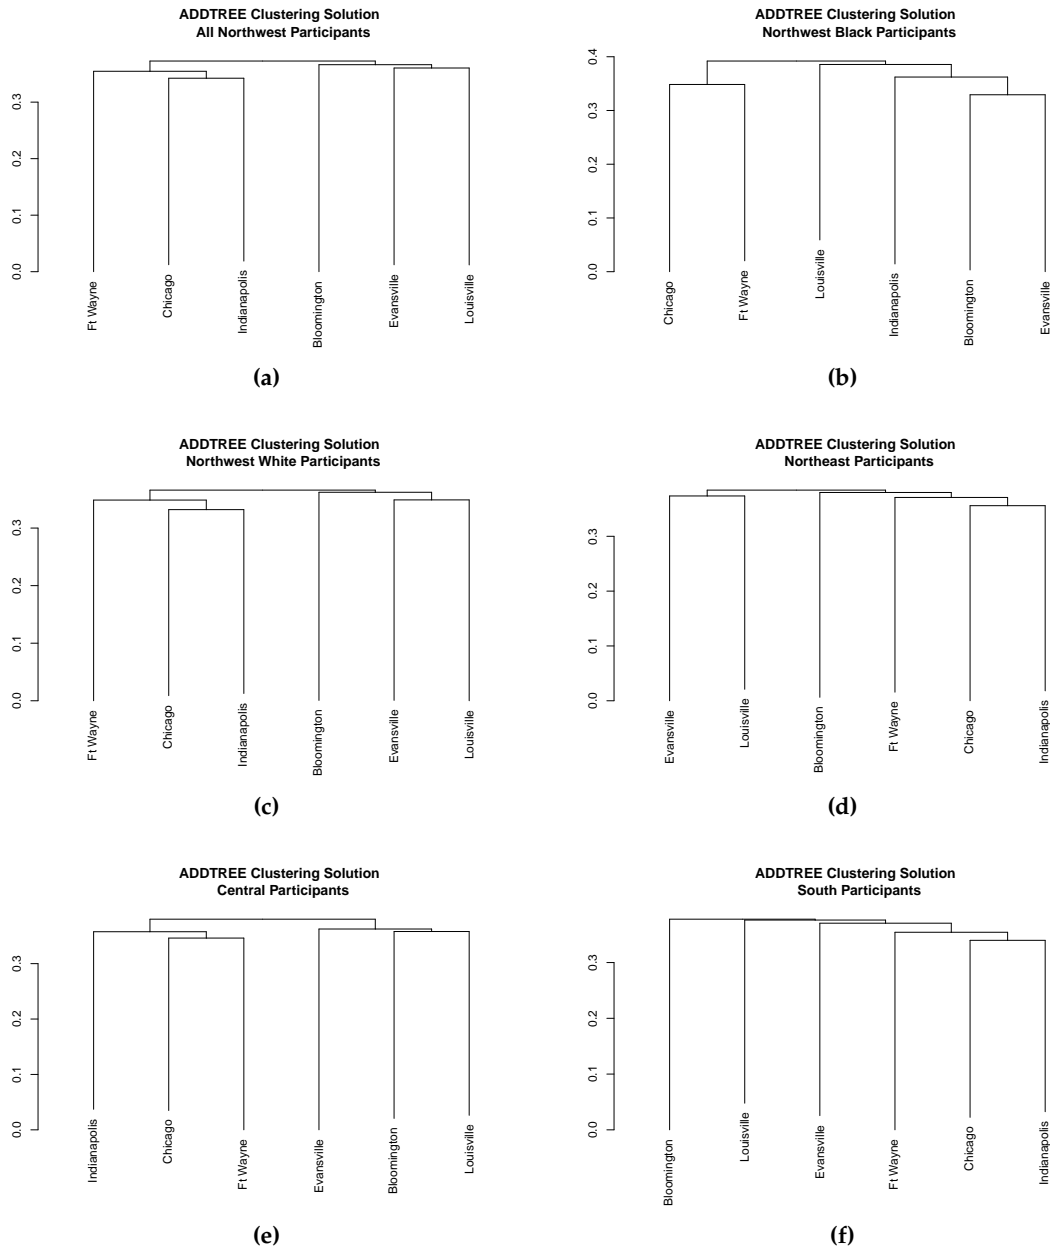 ADDTREE Clustering Solution
All Northwest Participants
0.0
0.1
0.2
0.3
Ft Wayne
Chicago
Indianapolis
Bloomington
Evansville
Louisville
(a)
ADDTREE Clustering Solution
Northwest Black Participants
0.0
0.1
0.2
0.3
0.4
Chicago
Ft Wayne
Louisville
Indianapolis
Bloomington
Evansville
(b)
ADDTREE Clustering Solution
Northwest White Participants
0.0
0.1
0.2
0.3
Ft Wayne
Chicago
Indianapolis
Bloomington
Evansville
Louisville
(c)
ADDTREE Clustering Solution
Northeast Participants
0.0
0.1
0.2
0.3
Evansville
Louisville
Bloomington
Ft Wayne
Chicago
Indianapolis
(d)
ADDTREE Clustering Solution
Central Participants
0.0
0.1
0.2
0.3
Indianapolis
Chicago
Ft Wayne
Evansville
Bloomington
Louisville
(e)
ADDTREE Clustering Solution
South Participants
0.0
0.1
0.2
0.3
Bloomington
Louisville
Evansville
Ft Wayne
Chicago
Indianapolis
(f)